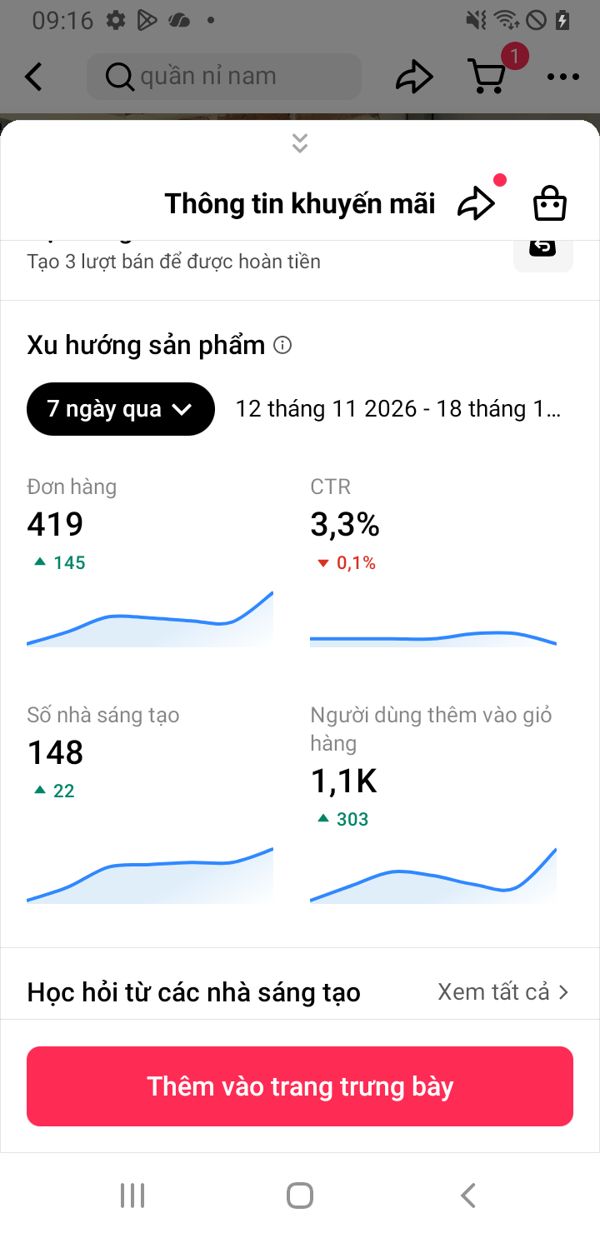 09:16
quần nỉ nam
1
Thông tin khuyến mãi
Tạo 3 lượt bán để được hoàn tiền
Xu hướng sản phẩm
7 ngày qua
12 tháng 11 2026 - 18 tháng 1...
Đơn hàng
419
145
CTR
3,3%
0,1%
Số nhà sáng tạo
148
22
Người dùng thêm vào giỏ
hàng
1,1K
303
Học hỏi từ các nhà sáng tạo
Xem tất cả
Thêm vào trang trưng bày